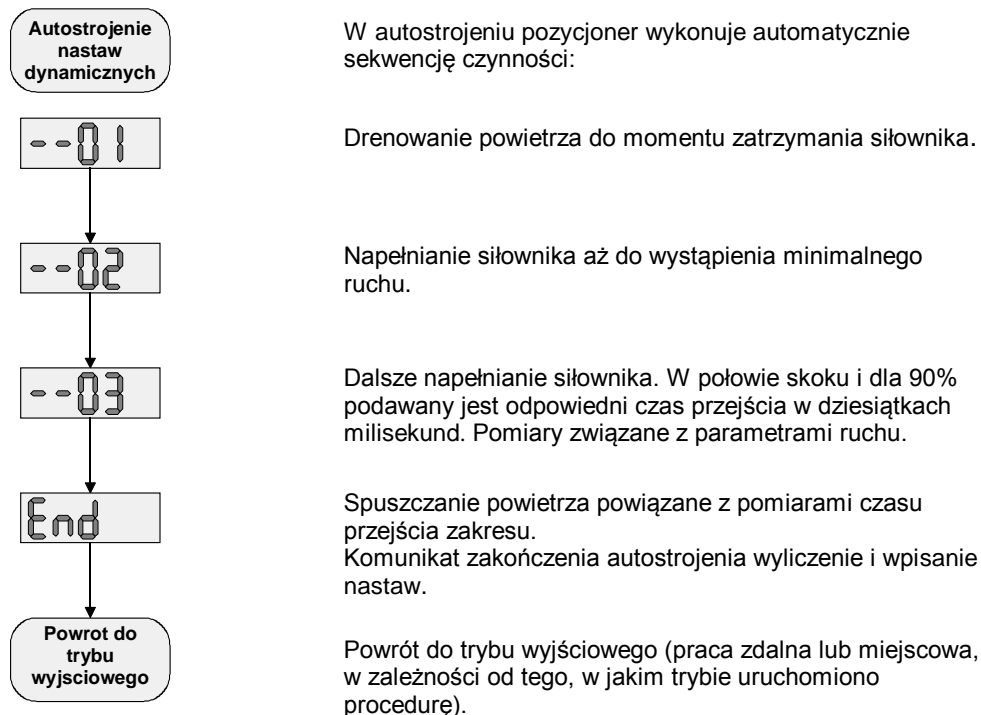 Autostrojenie
nastaw
dynamicznych
W autostrojeniu pozycjoner wykonuje automatycznie
sekwencję czynności:
--01
Drenowanie powietrza do momentu zatrzymania siłownika.
--02
Napełnianie siłownika aż do wystąpienia minimalnego
ruchu.
--03
Dalsze napełnianie siłownika. W połowie skoku i dla 90%
podawany jest odpowiedni czas przejścia w dziesiątkach
milisekund. Pomiary związane z parametrami ruchu.
End
Spuszczanie powietrza powiązane z pomiarami czasu
przejścia zakresu.
Komunikat zakończenia autostrojenia wyliczenie i wpisanie
nastaw.
Powrot do
trybu
wyjsciowego
Powrót do trybu wyjściowego (praca zdalna lub miejscowa,
w zależności od tego, w jakim trybie uruchomiono
procedurę).